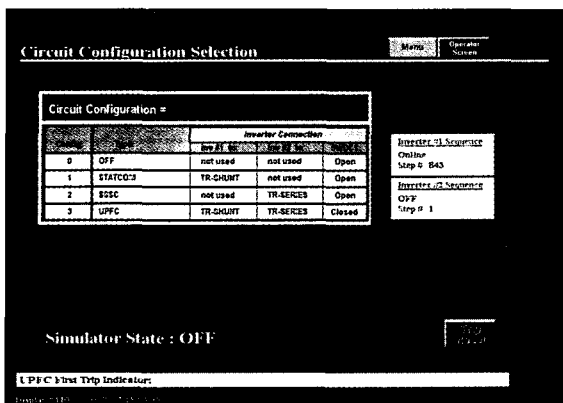 Circuit Configuration Selection
Menu
Operator Screen
Circuit Configuration =
Inverter Connection
0 OFF not used not used Open
1 STATCOM TR-SHUNT not used Open
2 SSSC not used TR-SERIES Open
3 UPFC TR-SHUNT TR-SERIES Closed
Inverter #1 Sequence
Online
Step # 843
Inverter #2 Sequence
OFF
Step # 1
Simulator State : OFF
UPFC First Trip Indicator: